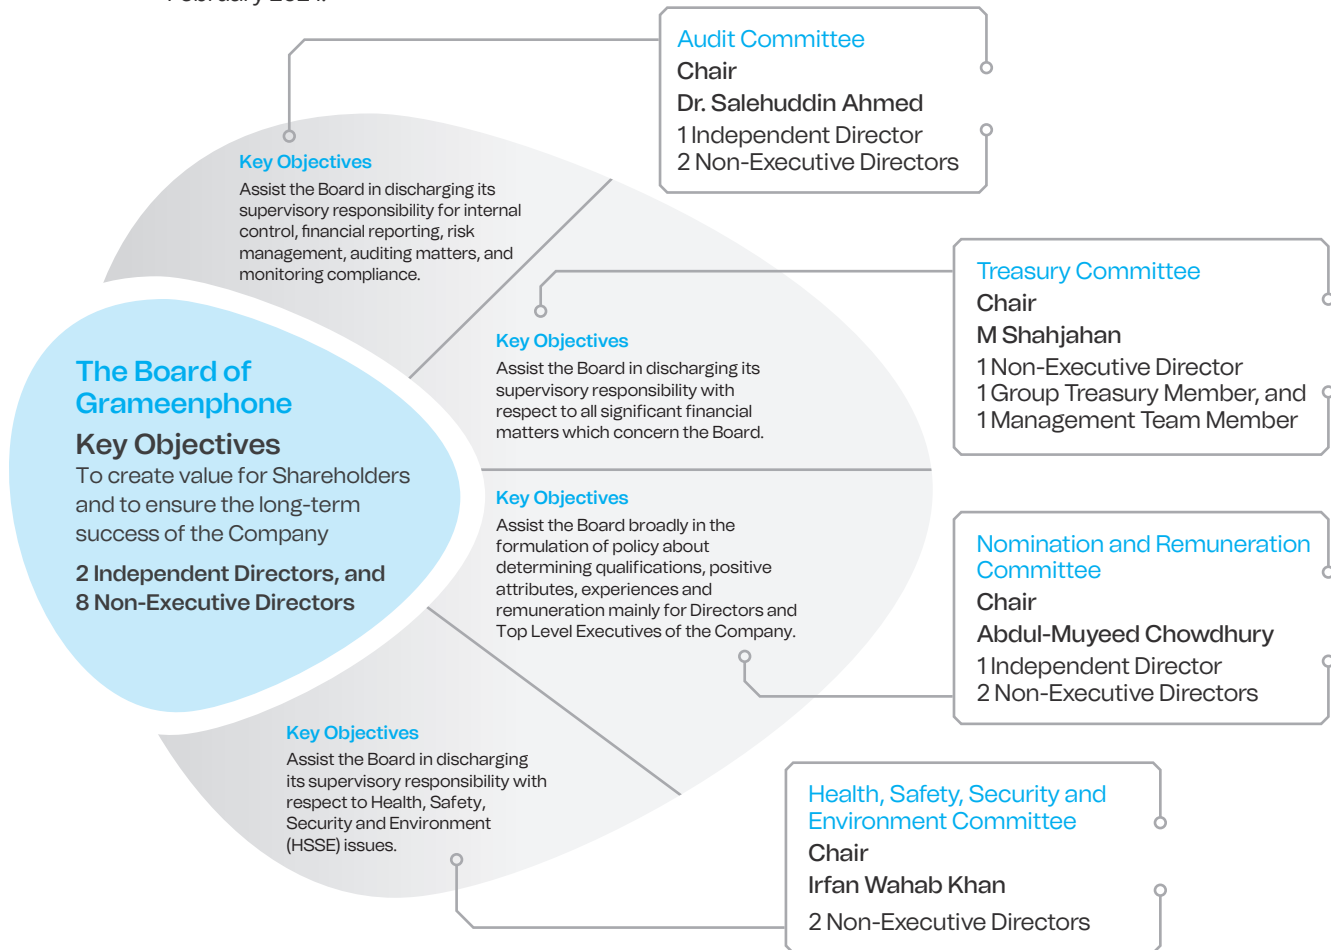 February 2024.
Audit Committee
Chair
Dr. Salehuddin Ahmed
1 Independent Director
2 Non-Executive Directors
Key Objectives
Assist the Board in discharging its
supervisory responsibility for internal
control, financial reporting, risk
management, auditing matters, and
monitoring compliance.
Treasury Committee
Chair
M Shahjahan
1 Non-Executive Director
1 Group Treasury Member, and
1 Management Team Member
Key Objectives
Assist the Board in discharging its
supervisory responsibility with
respect to all significant financial
matters which concern the Board.
The Board of
Grameenphone
Key Objectives
To create value for Shareholders
and to ensure the long-term
success of the Company
2 Independent Directors, and
8 Non-Executive Directors
Key Objectives
Assist the Board broadly in the
formulation of policy about
determining qualifications, positive
attributes, experiences and
remuneration mainly for Directors and
Top Level Executives of the Company.
Nomination and Remuneration
Committee
Chair
Abdul-Muyeed Chowdhury
1 Independent Director
2 Non-Executive Directors
Key Objectives
Assist the Board in discharging
its supervisory responsibility with
respect to Health, Safety,
Security and Environment
(HSSE) issues.
Health, Safety, Security and
Environment Committee
Chair
Irfan Wahab Khan
2 Non-Executive Directors